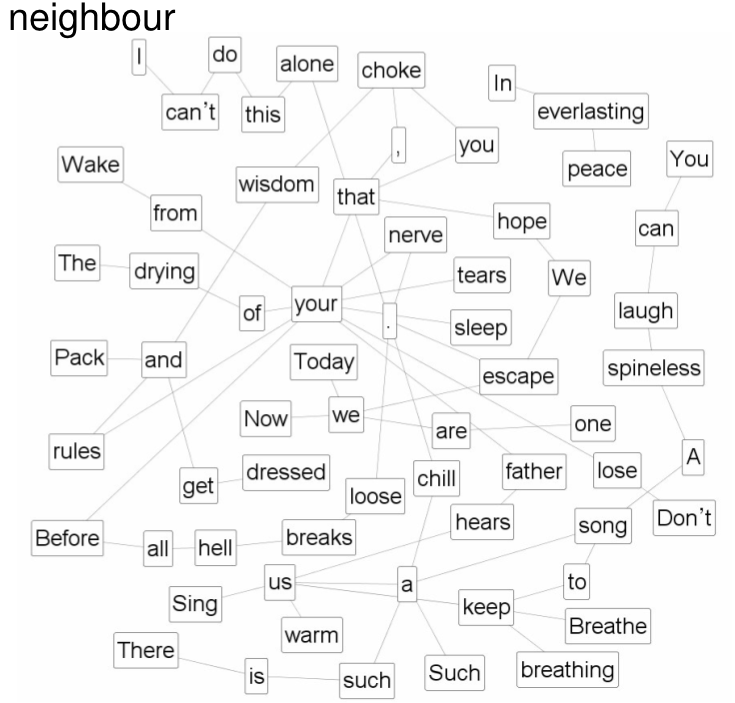 neighbour
I
do
alone
choke
In
can't
this
everlasting
,
you
Wake
wisdom
peace
You
that
from
nerve
hope
can
The
drying
tears
We
of
your
.
sleep
laugh
Pack
and
Today
escape
spineless
Now
we
are
one
rules
get
dressed
chill
father
lose
A
loose
Before
all
hell
breaks
hears
song
Don't
us
a
to
Sing
keep
warm
Breathe
There
is
such
Such
breathing